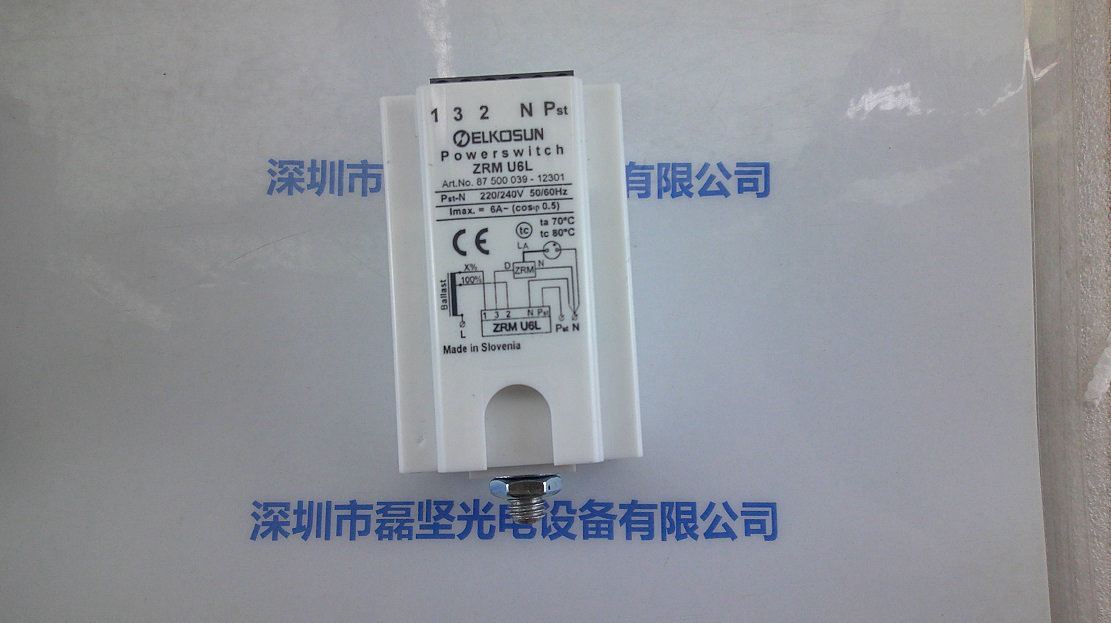 1 3 2 N Pst
ELKOSUN
Powerswitch
ZRM U6L
Art.No. 87 500 039 - 12301
Pst-N 220/240V 50/60Hz
Imax. = 6A~ (cosφ 0.5)
tc ta 70°C
tc 80°C
CE
LA
X% D ZRM N
100%
Ballast
1 3 2 N Pst
ZRM U6L
L Pst N
Made in Slovenia
深圳市 有限公司
深圳市磊坚光电设备有限公司